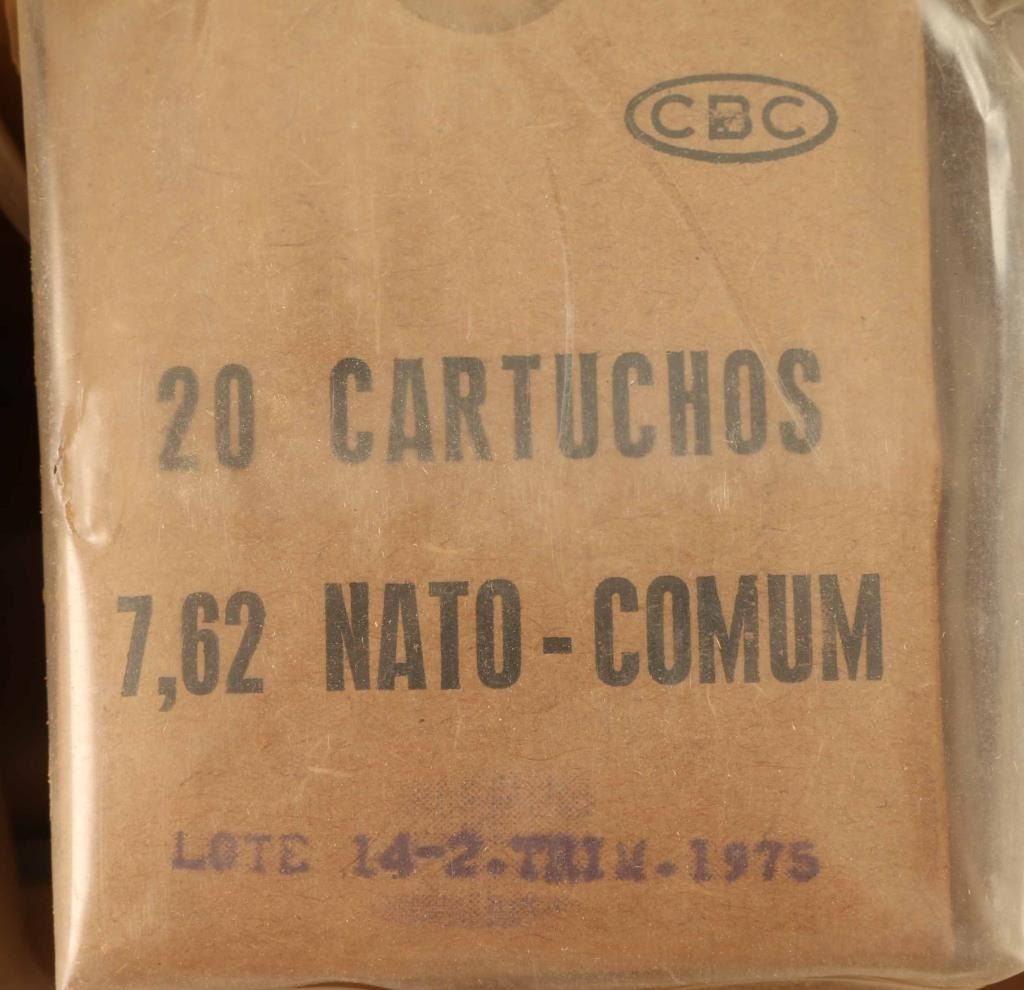 CBC
20 CARTUCHOS
7,62 NATO-COMUM
LOTE 14-2.TRIM.1975